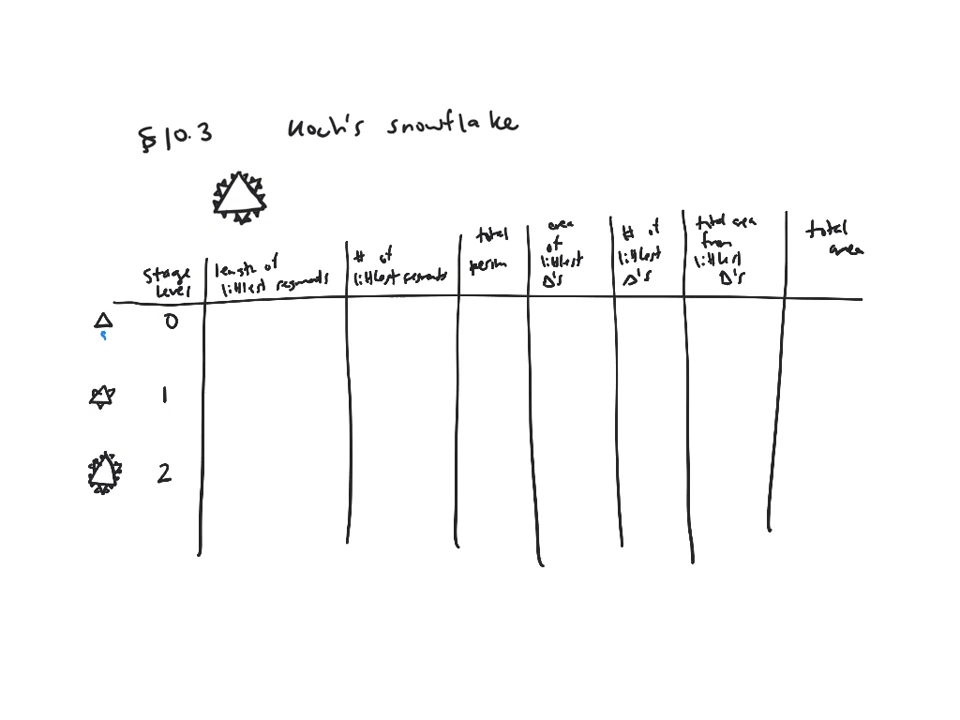 §10.3 Koch's snowflake
Stage
level
length of
littlest segments
# of
littlest segments
total
perim
area
of
littlest
Δ's
# of
littlest
Δ's
total area
from
littlest
Δ's
total
area
0
s
1
2